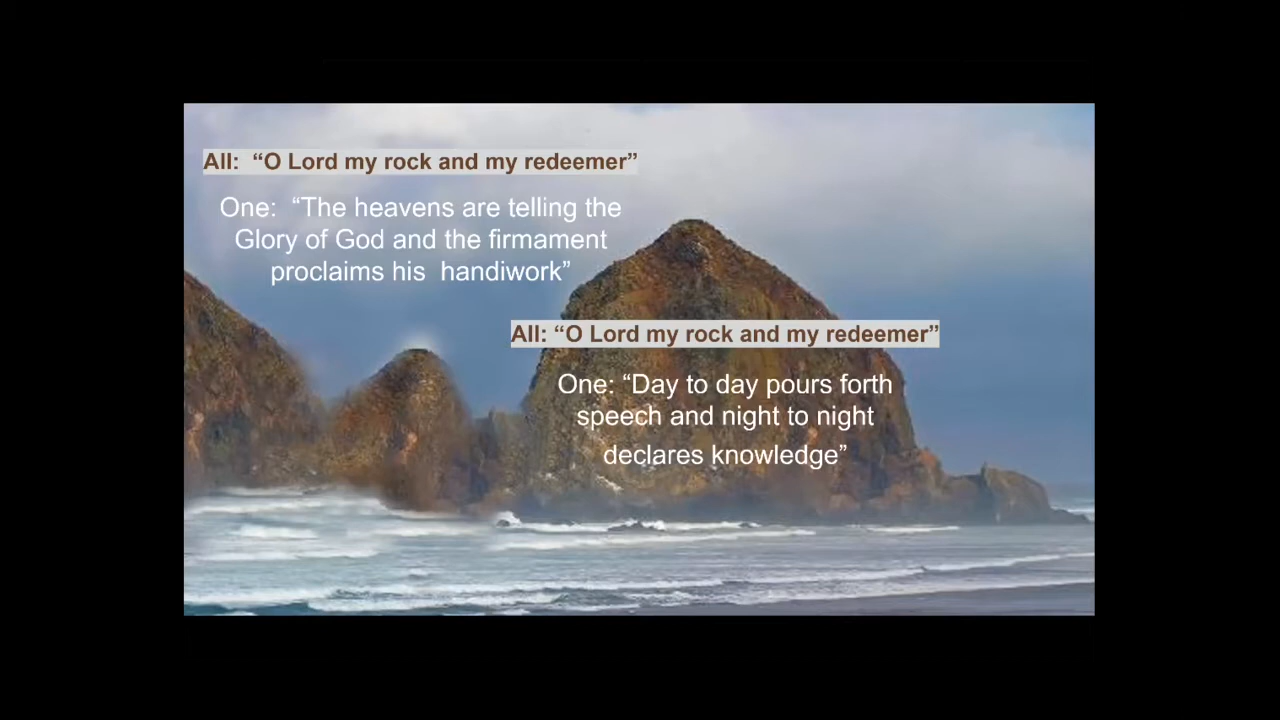 All:  “O Lord my rock and my redeemer”
One:  “The heavens are telling the
Glory of God and the firmament
proclaims his  handiwork”
All: “O Lord my rock and my redeemer”
One: “Day to day pours forth
speech and night to night
declares knowledge”